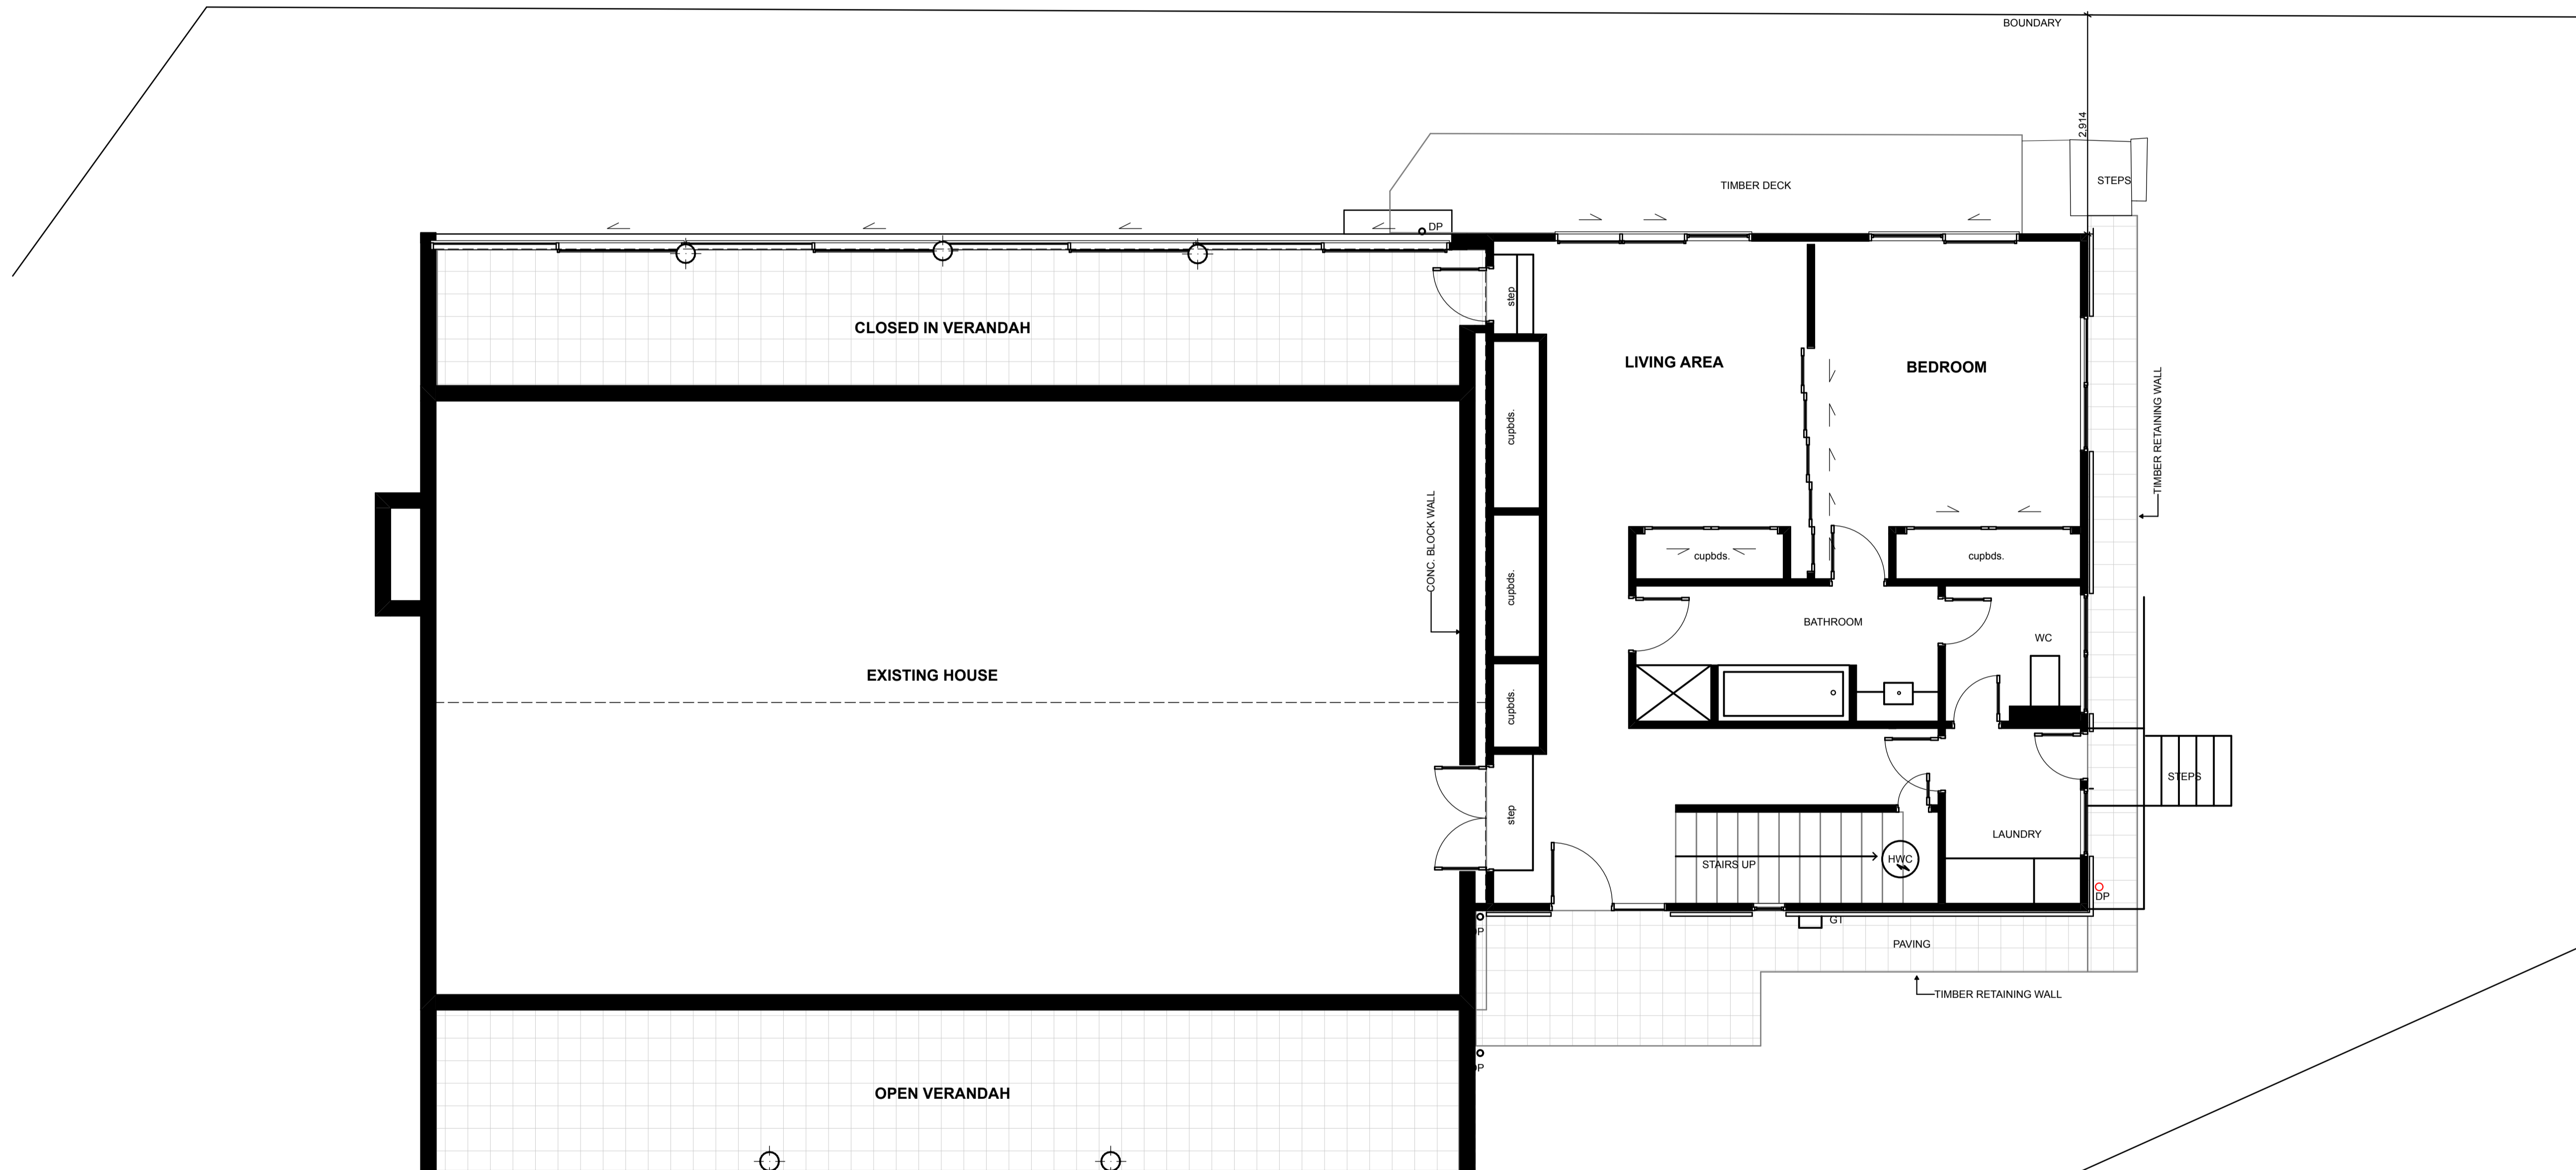 BOUNDARY
2,914
TIMBER DECK
STEPS
DP
CLOSED IN VERANDAH
step
LIVING AREA
BEDROOM
TIMBER RETAINING WALL
cupbds.
CONC. BLOCK WALL
cupbds.
cupbds.
cupbds.
BATHROOM
WC
EXISTING HOUSE
cupbds.
STEPS
step
LAUNDRY
STAIRS UP
HWC
DP
GT
DP
PAVING
TIMBER RETAINING WALL
DP
OPEN VERANDAH